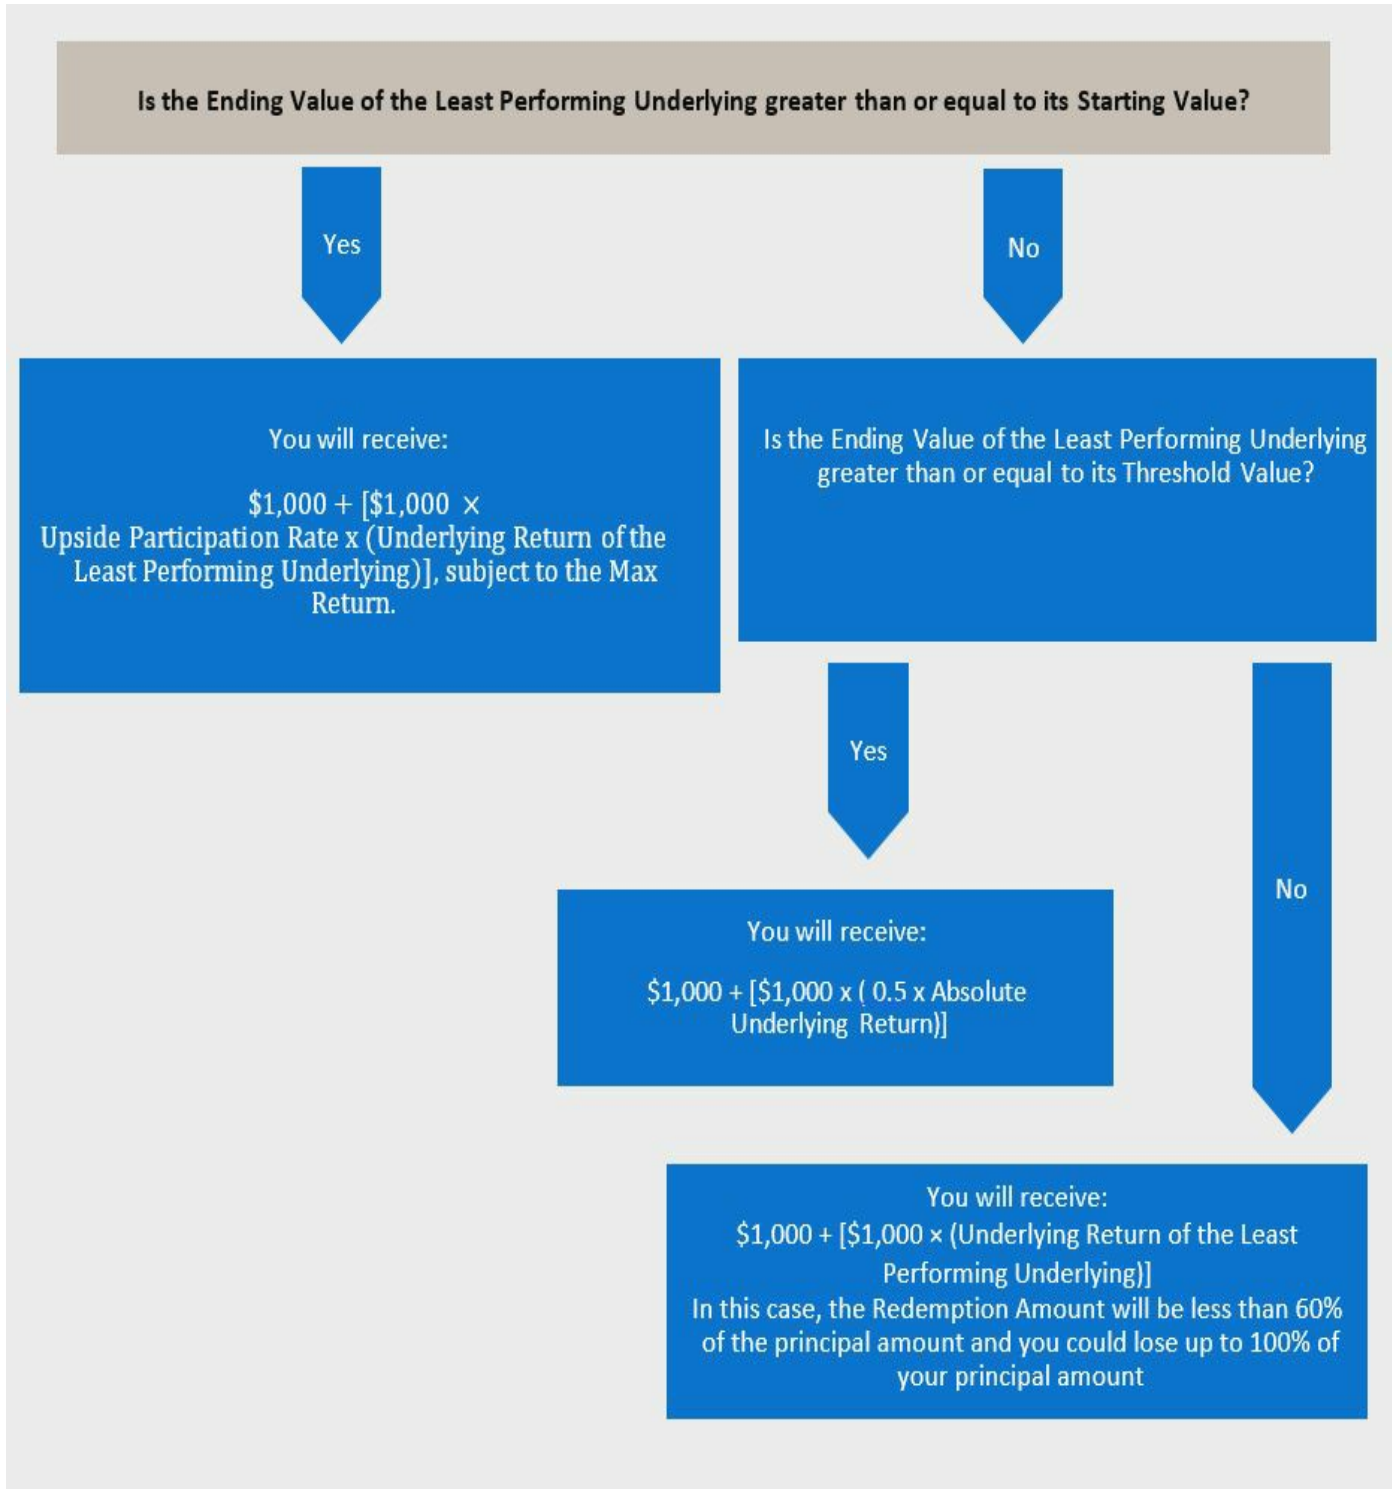 Is the Ending Value of the Least Performing Underlying greater than or equal to its Starting Value?
Yes
No
You will receive:
$1,000 + [$1,000 ×
Upside Participation Rate x (Underlying Return of the
Least Performing Underlying)], subject to the Max
Return.
Is the Ending Value of the Least Performing Underlying
greater than or equal to its Threshold Value?
Yes
No
You will receive:
$1,000 + [$1,000 x ( 0.5 x Absolute
Underlying Return)]
You will receive:
$1,000 + [$1,000 × (Underlying Return of the Least
Performing Underlying)]
In this case, the Redemption Amount will be less than 60%
of the principal amount and you could lose up to 100% of
your principal amount